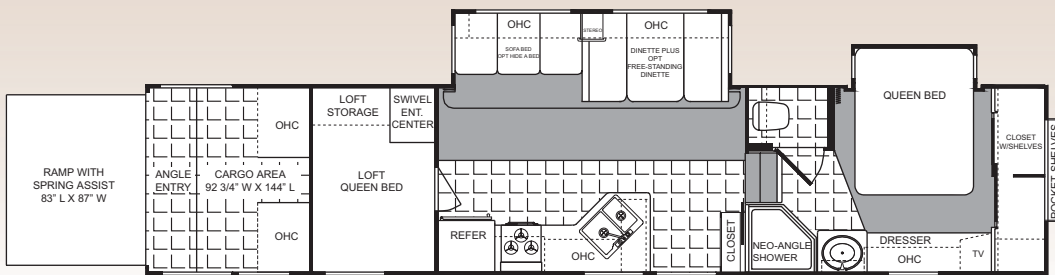 RAMP WITH
SPRING ASSIST
83” L X 87” W
ANGLE
ENTRY
CARGO AREA
92 3/4” W X 144” L
OHC
OHC
LOFT
STORAGE
SWIVEL
ENT.
CENTER
LOFT
QUEEN BED
OHC
SOFA BED
OPT HIDE A BED
STEREO
OHC
DINETTE PLUS
OPT
FREE-STANDING
DINETTE
REFER
OHC
CLOSET
NEO-ANGLE
SHOWER
QUEEN BED
DRESSER
OHC
TV
CLOSET
W/SHELVES
POCKET SHELVES